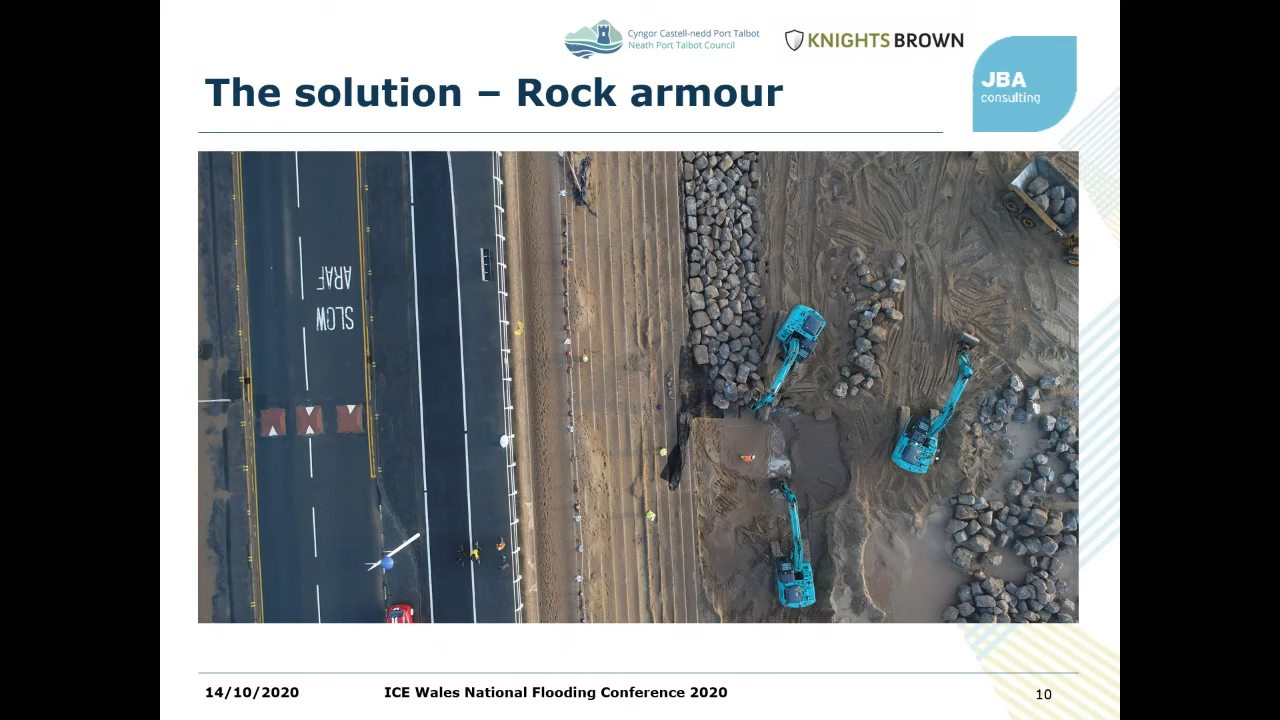 Cyngor Castell-nedd Port Talbot
Neath Port Talbot Council
KNIGHTS BROWN
JBA
consulting
The solution – Rock armour
ARAF
SLOW
14/10/2020 ICE Wales National Flooding Conference 2020 10